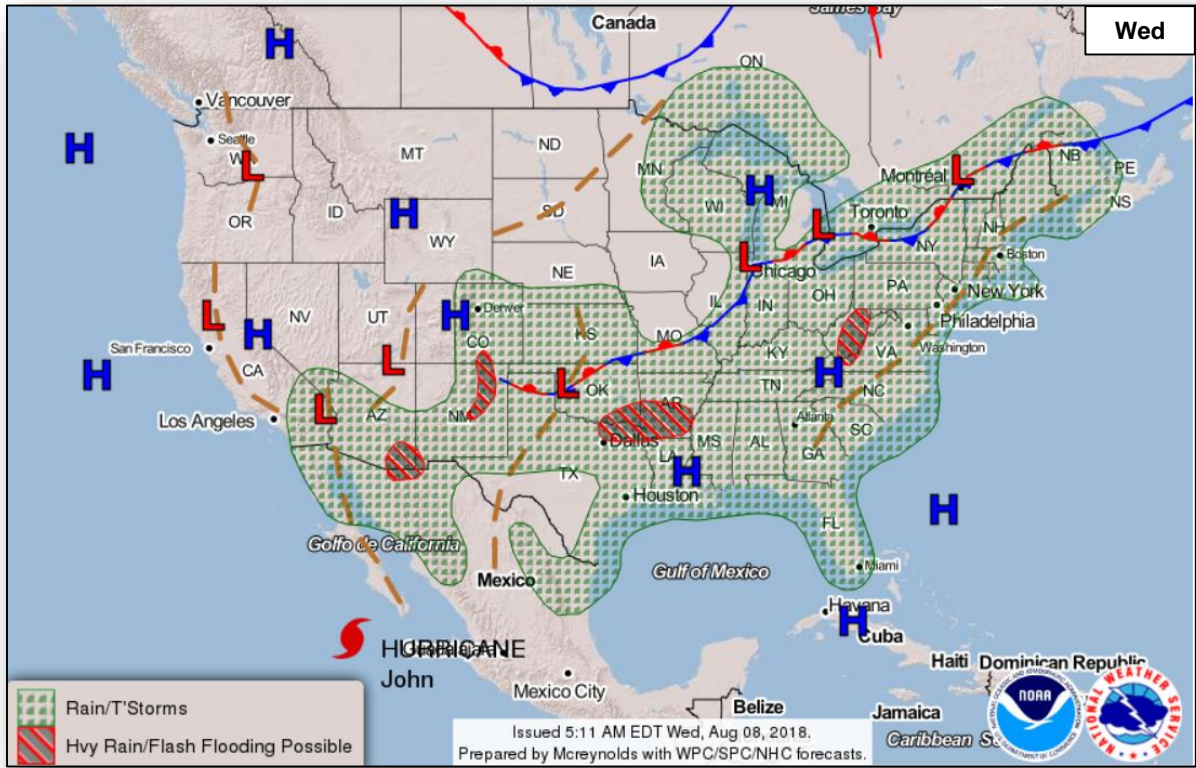 Canada
James Bay
Wed
H
ON
Vancouver
Seattle
H
WA
L
MT
ND
MN
H
MI
Montréal
L
NB
PE
NS
OR
ID
H
WY
SD
WI
L
Toronto
NY
NH
Boston
L
Chicago
IA
NE
IL
IN
OH
PA
New York
Philadelphia
Washington
L
H
NV
UT
H
Denver
CO
KS
MO
KY
VA
San Francisco
CA
L
H
L
OK
TN
H
NC
Los Angeles
L
AZ
NM
AR
Atlanta
SC
Dallas
LA
MS
AL
GA
TX
H
Houston
H
FL
Golfo de California
Gulf of Mexico
Miami
Mexico
Havana
H
Cuba
HURRICANE
John
Guadalajara
Haiti
Dominican Republic
Mexico City
Belize
Jamaica
Caribbean
Rain/T'Storms
Hvy Rain/Flash Flooding Possible
Issued 5:11 AM EDT Wed, Aug 08, 2018.
Prepared by Mcreynolds with WPC/SPC/NHC forecasts.
NOAA
NATIONAL WEATHER SERVICE